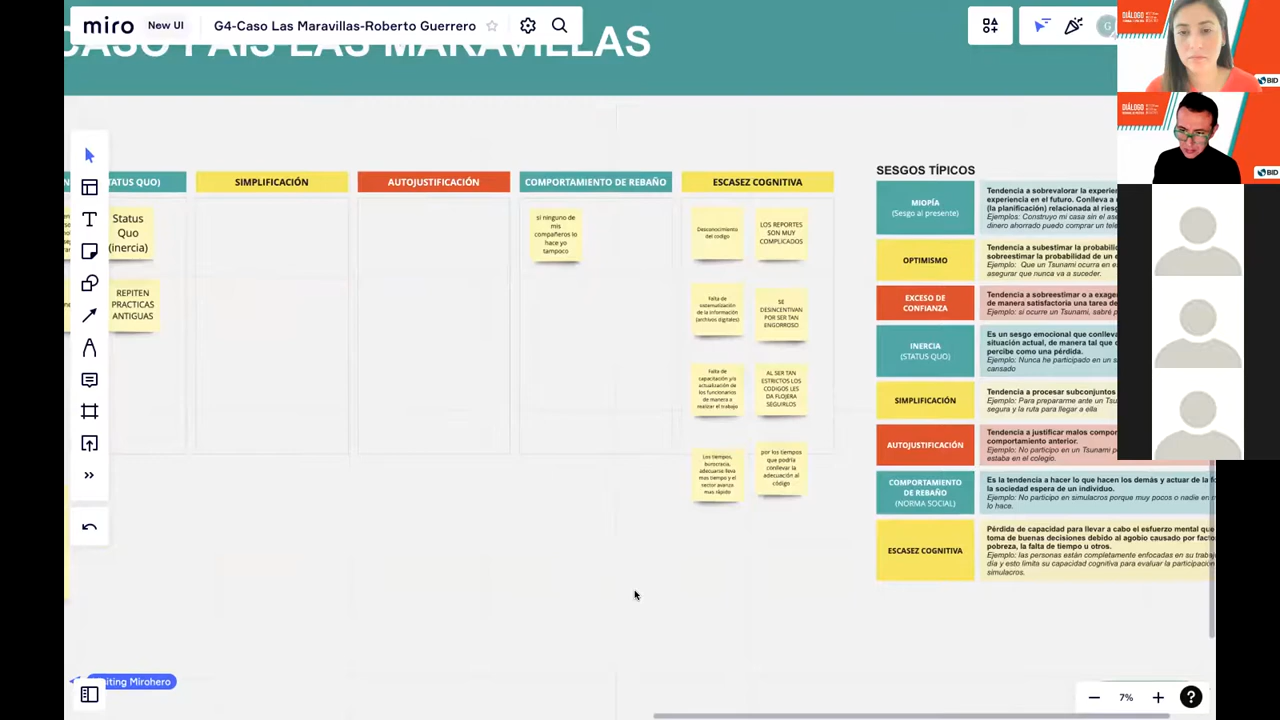 miro
New UI
G4-Caso Las Maravillas-Roberto Guerrero
CASO PAIS LAS MARAVILLAS
TATUS QUO)
SIMPLIFICACIÓN
AUTOJUSTIFICACIÓN
COMPORTAMIENTO DE REBAÑO
ESCASEZ COGNITIVA
Status
Quo
(inercia)
REPITEN
PRACTICAS
ANTIGUAS
si ninguno de
mis
compañeros lo
hace yo
tampoco
Desconocimiento
del codigo
LOS REPORTES
SON MUY
COMPLICADOS
Falta de
sistematización
de la información
(archivos digitales)
SE
DESINCENTIVAN
POR SER TAN
ENGORROSO
Falta de
capacitación y/o
actualización de
los funcionarios
de manera a
realizar el trabajo
AL SER TAN
ESTRICTOS LOS
CODIGOS LES
DA FLOJERA
SEGUIRLOS
Los tiempos,
burocracia,
adecuarse lleva
mas tiempo y el
sector avanza
mas rápido
por los tiempos
que podría
conllevar la
adecuación al
código
SESGOS TÍPICOS
MIOPÍA
(Sesgo al presente)
Tendencia a sobrevalorar la experie
experiencia en el futuro. Conlleva a
(la planificación) relacionada al ries
Ejemplos: Construyo mi casa sin el ase
dinero ahorrado puedo comprar un tele
OPTIMISMO
Tendencia a subestimar la probabili
sobreestimar la probabilidad de un e
Ejemplo: Que un Tsunami ocurra en e
asegurar que nunca va a suceder.
EXCESO DE
CONFIANZA
Tendencia a sobreestimar o a exage
de manera satisfactoria una tarea de
Ejemplo: si ocurre un Tsunami, sabré p
INERCIA
(STATUS QUO)
Es un sesgo emocional que conllev
situación actual, de manera tal que c
percibe como una pérdida.
Ejemplo: Nunca he participado en un s
cansado
SIMPLIFICACIÓN
Tendencia a procesar subconjuntos
Ejemplo: Para prepararme ante un Tsu
segura y la ruta para llegar a ella
AUTOJUSTIFICACIÓN
Tendencia a justificar malos compor
comportamiento anterior.
Ejemplo: No participo en un Tsunami p
estaba en el colegio.
COMPORTAMIENTO
DE REBAÑO
(NORMA SOCIAL)
Es la tendencia a hacer lo que hacen los demás y actuar de la fo
la sociedad espera de un individuo.
Ejemplo: No participo en simulacros porque muy pocos o nadie en
lo hace.
ESCASEZ COGNITIVA
Pérdida de capacidad para llevar a cabo el esfuerzo mental que
toma de buenas decisiones debido al agobio causado por facto
pobreza, la falta de tiempo u otros.
Ejemplo: las personas están completamente enfocadas en su trabaj
día y esto limita su capacidad cognitiva para evaluar la participación
simulacros.
DIÁLOGO
BID
DIÁLOGO
BID
G
iting Mirohero
7%